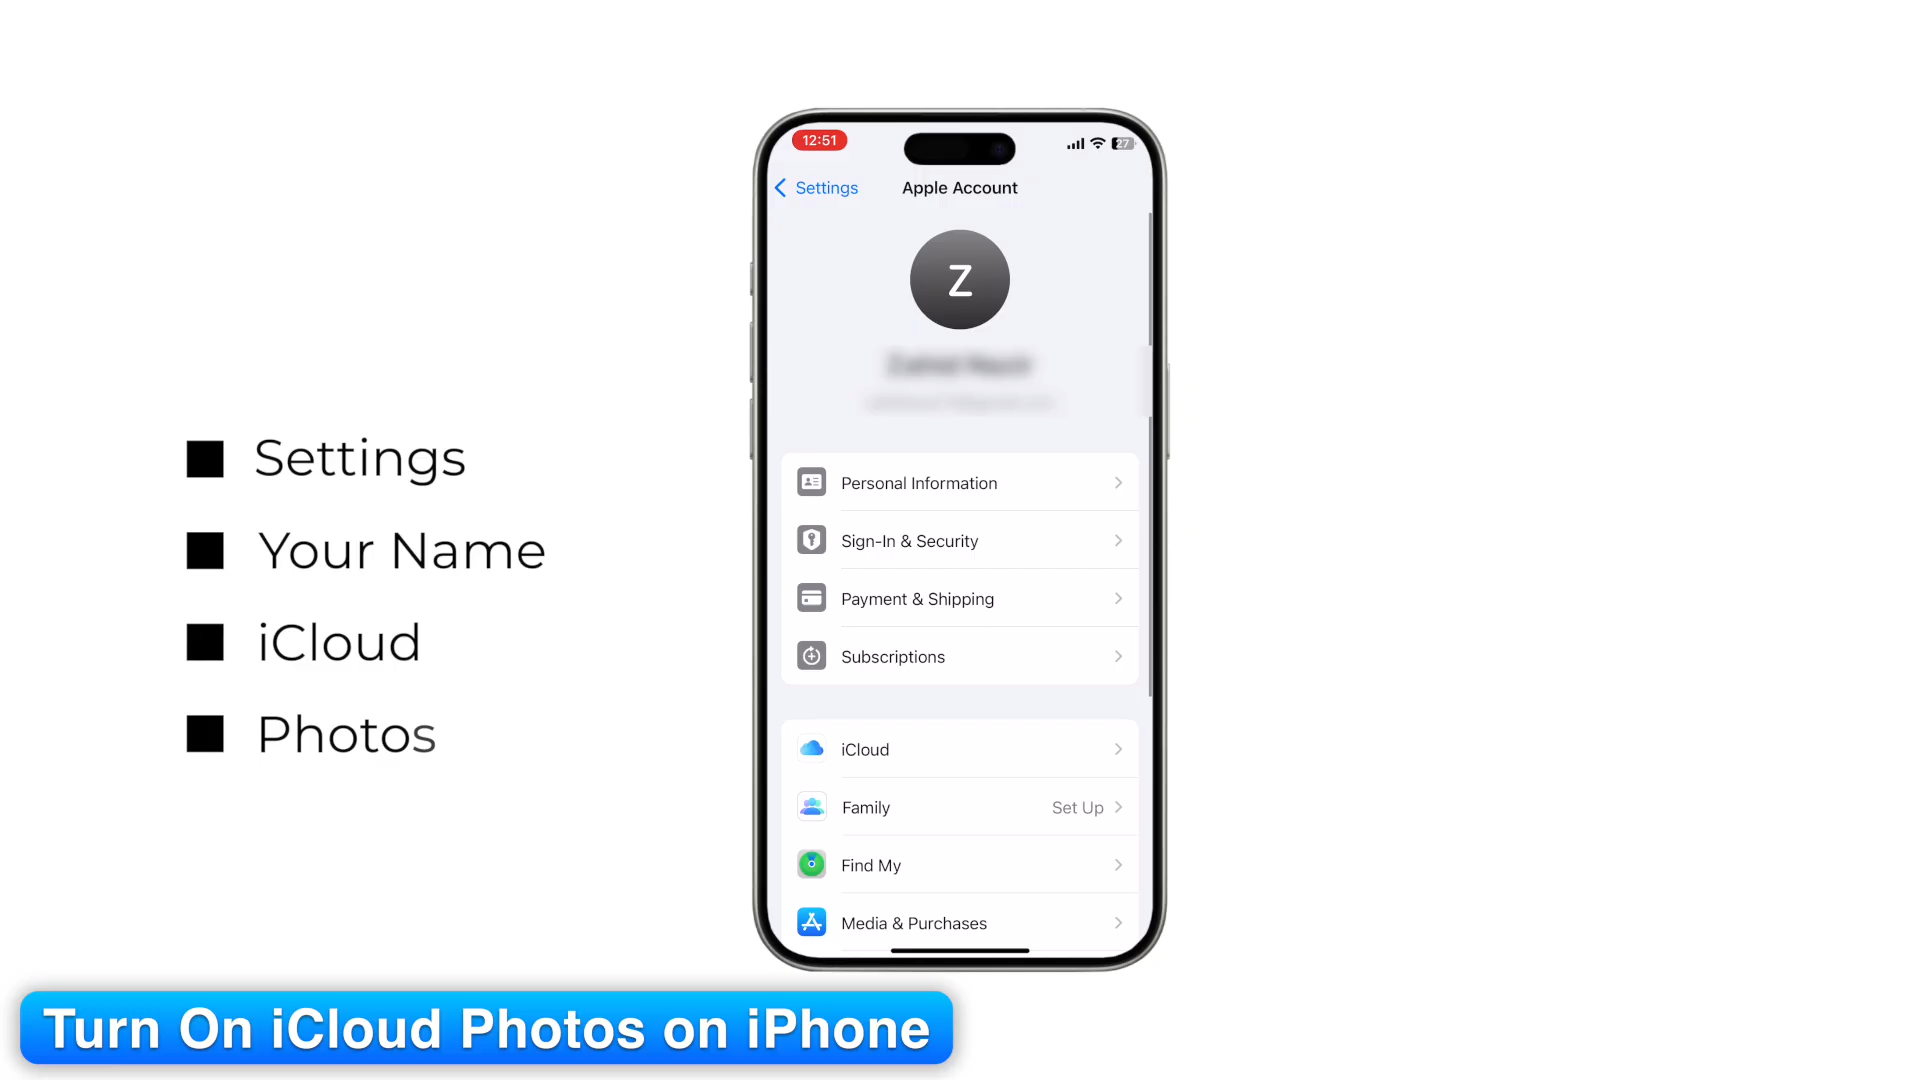 12:51
27
Settings
Apple Account
Z
Personal Information
Sign-In & Security
Payment & Shipping
Subscriptions
iCloud
Family
Set Up
Find My
Media & Purchases
Settings
Your Name
iCloud
Photos
Turn On iCloud Photos on iPhone